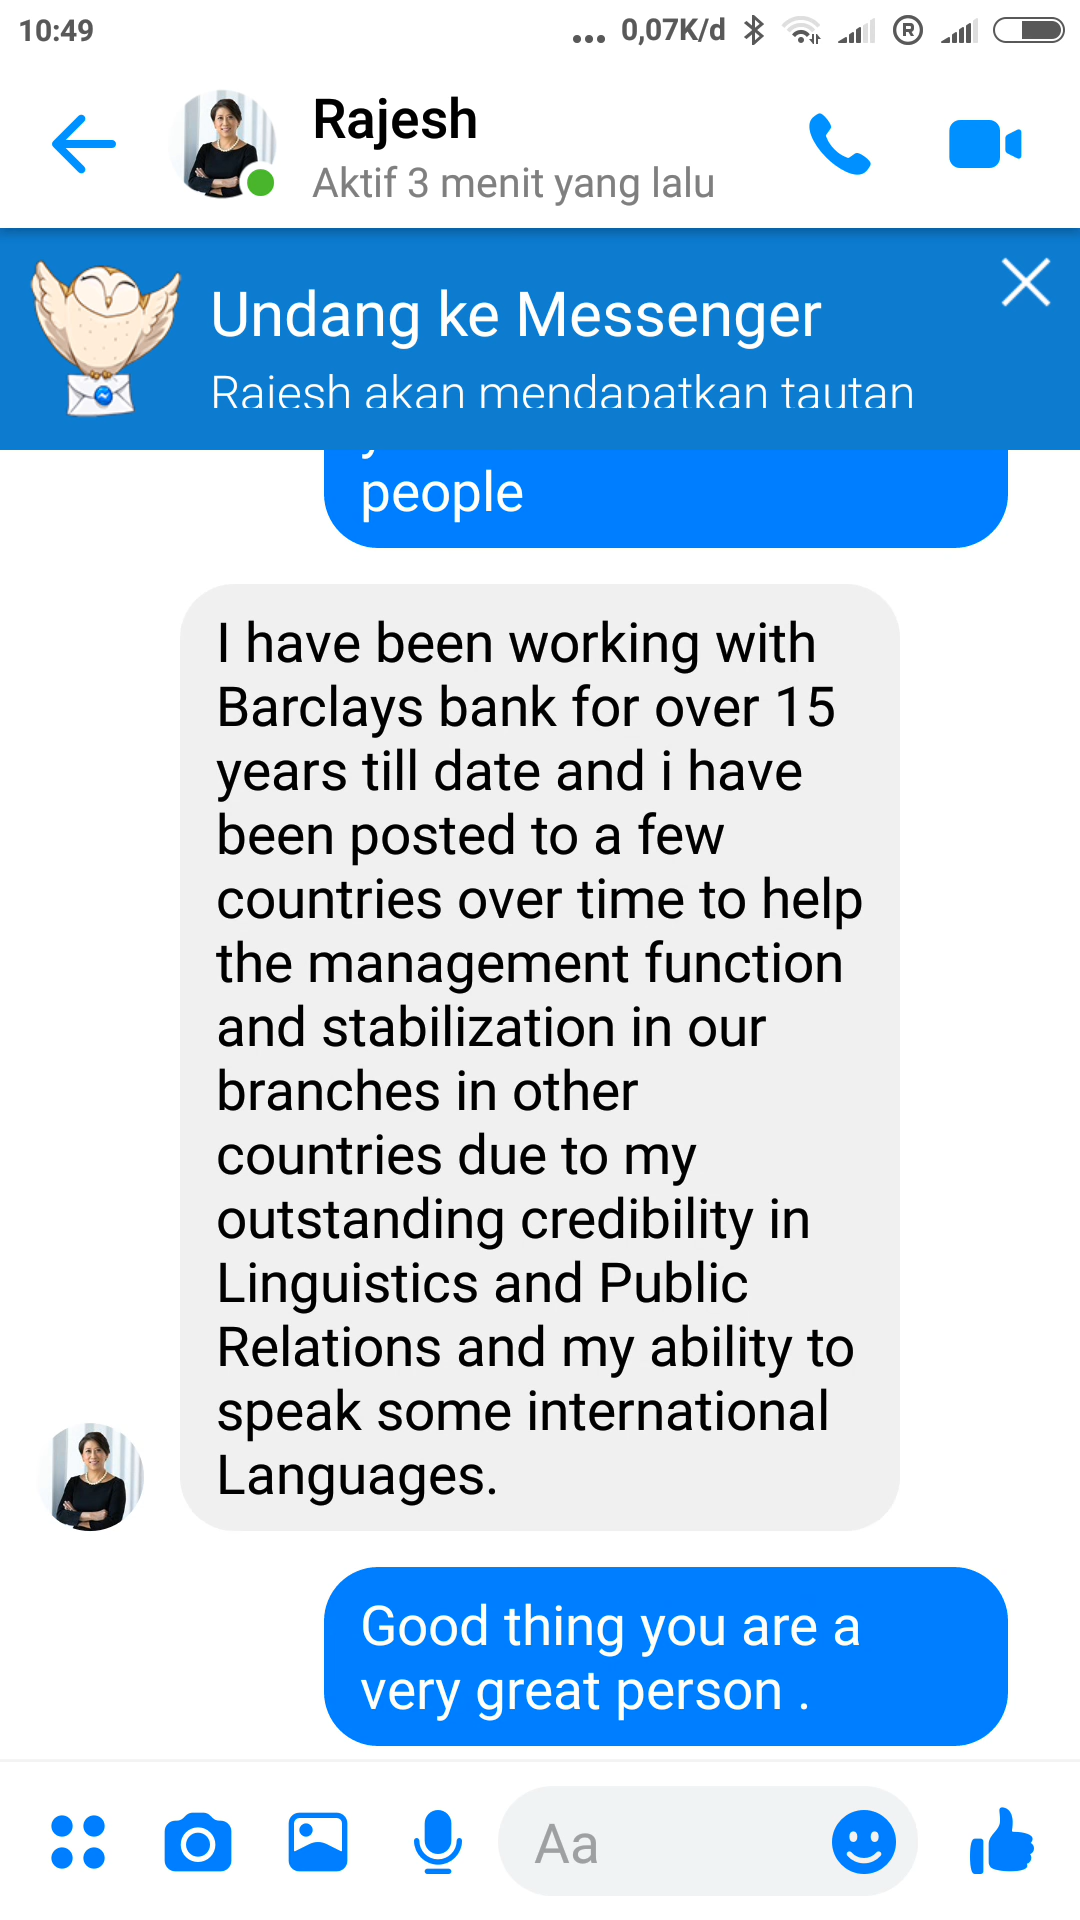 10:49
... 0,07K/d
R
Rajesh
Aktif 3 menit yang lalu
Undang ke Messenger
Rajesh akan mendapatkan tautan
people
I have been working with
Barclays bank for over 15
years till date and i have
been posted to a few
countries over time to help
the management function
and stabilization in our
branches in other
countries due to my
outstanding credibility in
Linguistics and Public
Relations and my ability to
speak some international
Languages.
Good thing you are a
very great person .
Aa